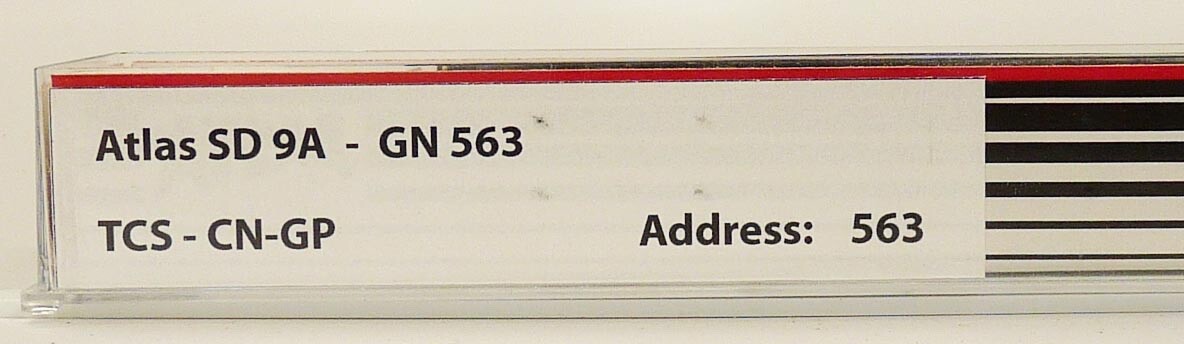 Atlas SD 9A - GN 563
TCS - CN-GP Address: 563